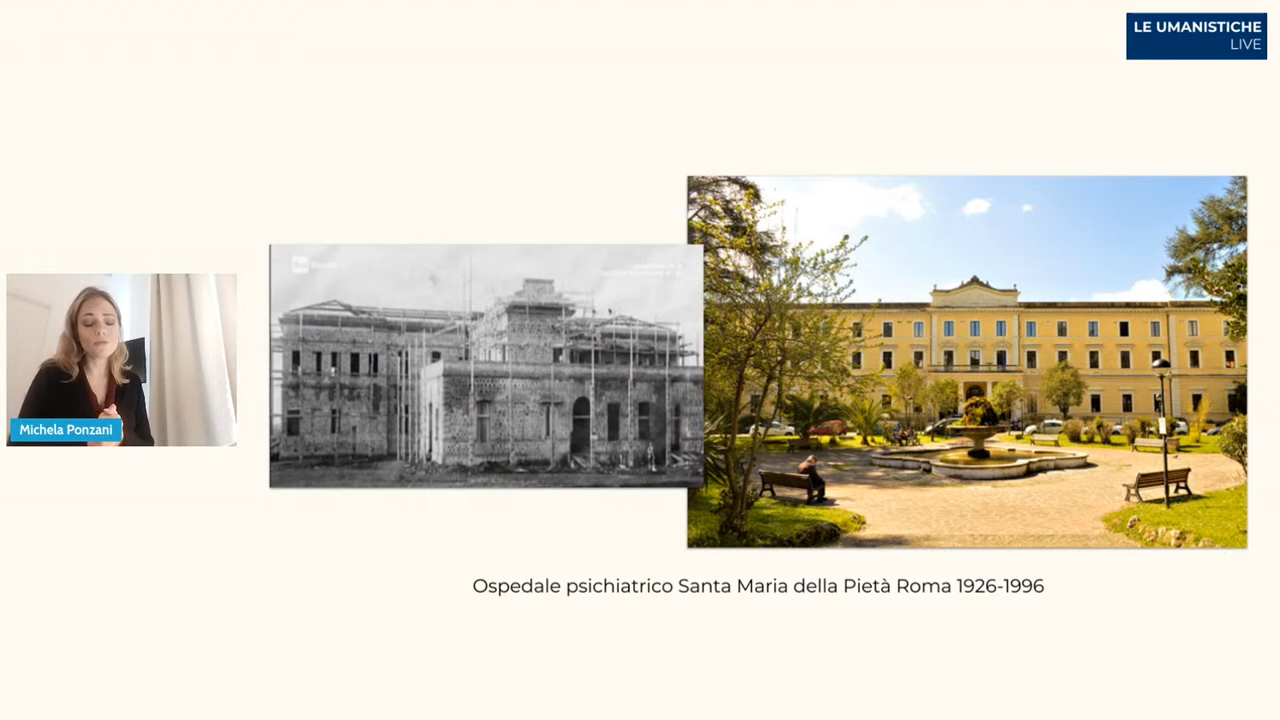 LE UMANISTICHE
LIVE
Michela Ponzani
Ospedale psichiatrico Santa Maria della Pietà Roma 1926-1996